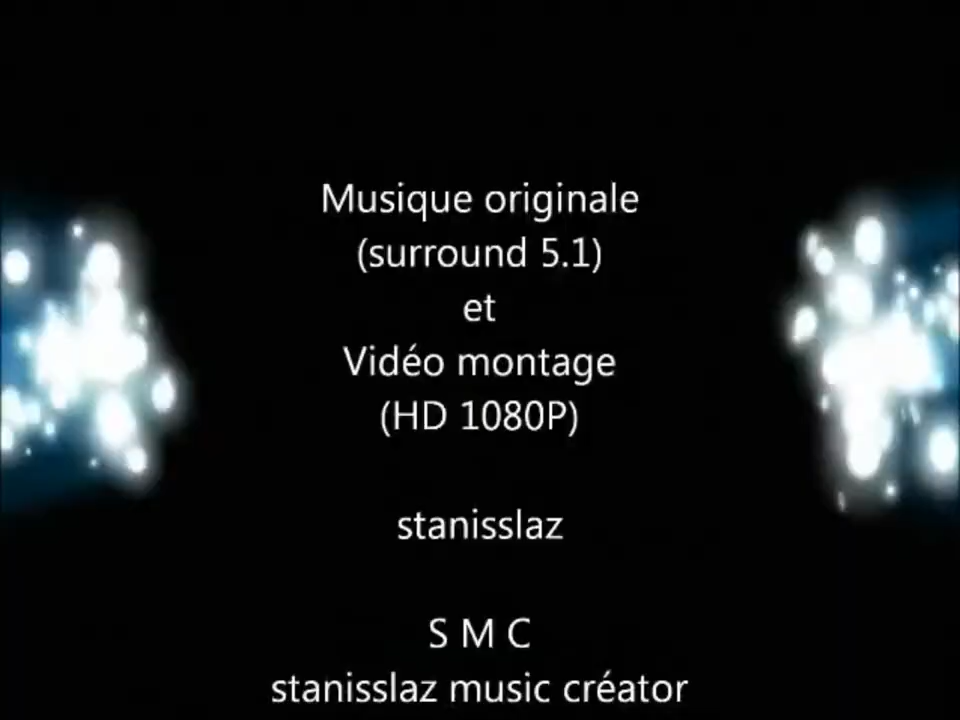 Musique originale
(surround 5.1)
et
Vidéo montage
(HD 1080P)
stanisslaz
S M C
stanisslaz music créator